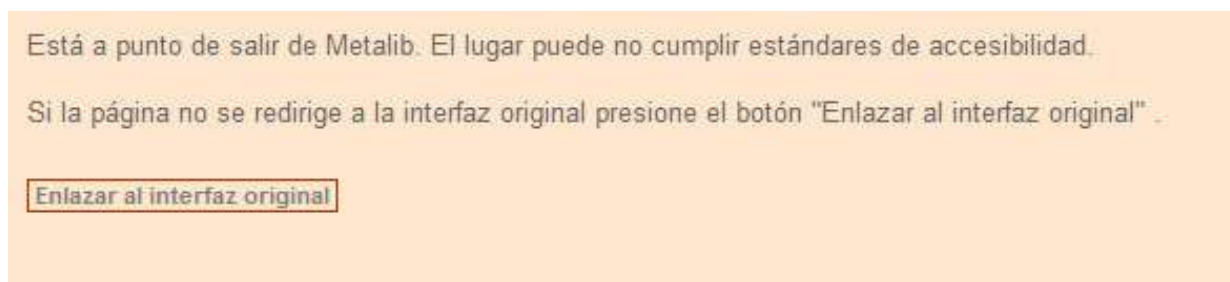 Está a punto de salir de Metalib. El lugar puede no cumplir estándares de accesibilidad.
Si la página no se redirige a la interfaz original presione el botón "Enlazar al interfaz original" .
Enlazar al interfaz original